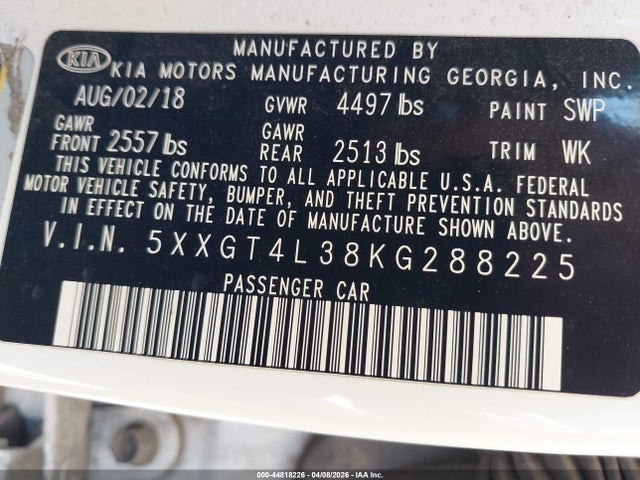 MANUFACTURED BY
KIA KIA MOTORS MANUFACTURING GEORGIA, INC.
AUG/02/18 GVWR 4497 lbs PAINT SWP
GAWR FRONT 2557 lbs GAWR REAR 2513 lbs TRIM WK
THIS VEHICLE CONFORMS TO ALL APPLICABLE U.S.A. FEDERAL
MOTOR VEHICLE SAFETY, BUMPER, AND THEFT PREVENTION STANDARDS
IN EFFECT ON THE DATE OF MANUFACTURE SHOWN ABOVE.
V.I.N. 5XXGT4L38KG288225
PASSENGER CAR
000-44818226 - 04/08/2026 - IAA Inc.